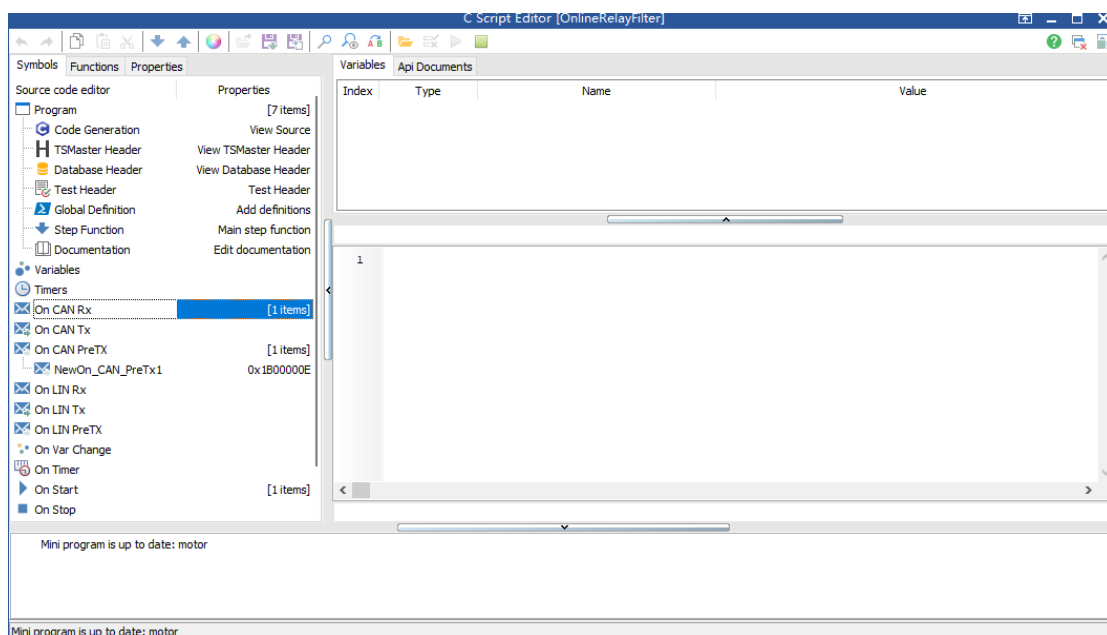 C Script Editor [OnlineRelayFilter]
Symbols Functions Properties
Source code editor Properties
Program [7 items]
Code Generation View Source
TSMaster Header View TSMaster Header
Database Header View Database Header
Test Header Test Header
Global Definition Add definitions
Step Function Main step function
Documentation Edit documentation
Variables
Timers
On CAN Rx [1 items]
On CAN Tx
On CAN PreTX [1 items]
NewOn_CAN_PreTx1 0x1B00000E
On LIN Rx
On LIN Tx
On LIN PreTX
On Var Change
On Timer
On Start [1 items]
On Stop
Variables Api Documents
Index Type Name Value
1
Mini program is up to date: motor
Mini program is up to date: motor